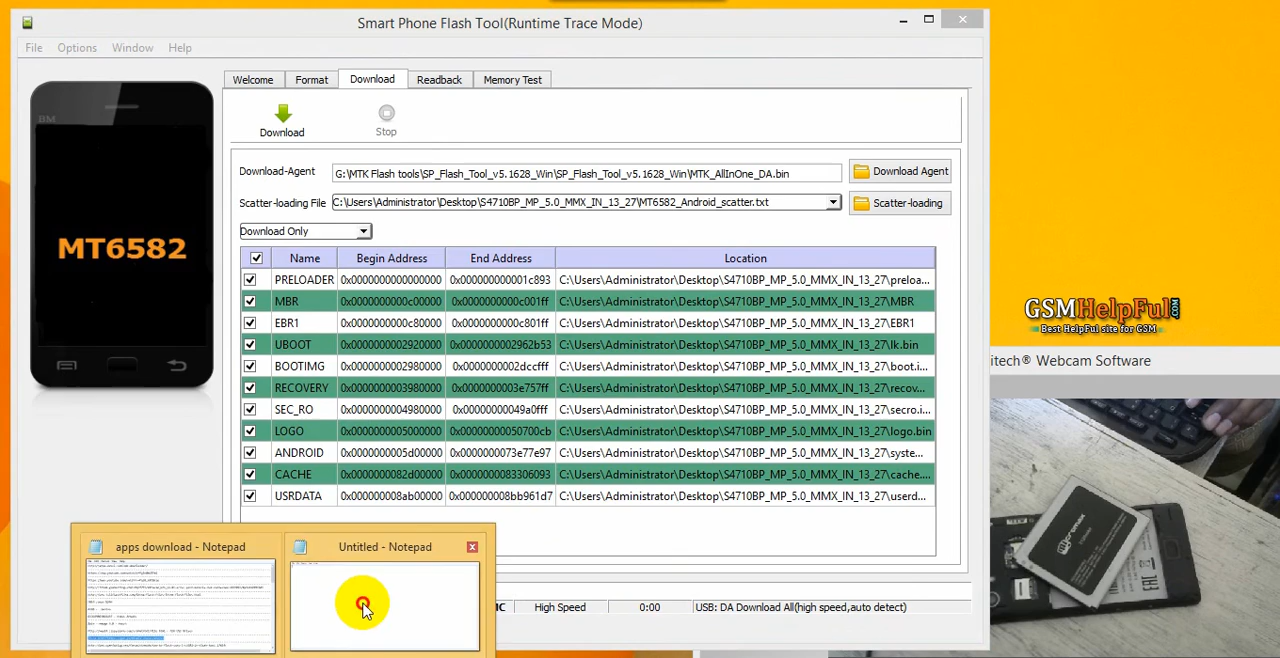 Smart Phone Flash Tool(Runtime Trace Mode)
File Options Window Help
BM
MT6582
Welcome Format Download Readback Memory Test
Download Stop
Download-Agent G:\MTK Flash tools\SP_Flash_Tool_v5.1628_Win\SP_Flash_Tool_v5.1628_Win\MTK_AllInOne_DA.bin Download Agent
Scatter-loading File C:\Users\Administrator\Desktop\S4710BP_MP_5.0_MMX_IN_13_27\MT6582_Android_scatter.txt Scatter-loading
Download Only
Name Begin Address End Address Location
PRELOADER 0x0000000000000000 0x000000000001c893 C:\Users\Administrator\Desktop\S4710BP_MP_5.0_MMX_IN_13_27\preloa...
MBR 0x0000000000c00000 0x0000000000c001ff C:\Users\Administrator\Desktop\S4710BP_MP_5.0_MMX_IN_13_27\MBR
EBR1 0x0000000000c80000 0x0000000000c801ff C:\Users\Administrator\Desktop\S4710BP_MP_5.0_MMX_IN_13_27\EBR1
UBOOT 0x0000000002920000 0x0000000002962b53 C:\Users\Administrator\Desktop\S4710BP_MP_5.0_MMX_IN_13_27\lk.bin
BOOTIMG 0x0000000002980000 0x0000000002dccfff C:\Users\Administrator\Desktop\S4710BP_MP_5.0_MMX_IN_13_27\boot.i...
RECOVERY 0x0000000003980000 0x0000000003e757ff C:\Users\Administrator\Desktop\S4710BP_MP_5.0_MMX_IN_13_27\recov...
SEC_RO 0x0000000004980000 0x00000000049a0fff C:\Users\Administrator\Desktop\S4710BP_MP_5.0_MMX_IN_13_27\secro.i...
LOGO 0x0000000005000000 0x00000000050700cb C:\Users\Administrator\Desktop\S4710BP_MP_5.0_MMX_IN_13_27\logo.bin
ANDROID 0x0000000005d00000 0x0000000073e77e97 C:\Users\Administrator\Desktop\S4710BP_MP_5.0_MMX_IN_13_27\syste...
CACHE 0x0000000082d00000 0x0000000083306093 C:\Users\Administrator\Desktop\S4710BP_MP_5.0_MMX_IN_13_27\cache....
USRDATA 0x000000008ab00000 0x000000008bb961d7 C:\Users\Administrator\Desktop\S4710BP_MP_5.0_MMX_IN_13_27\userd...
High Speed 0:00 USB: DA Download All(high speed,auto detect)
apps download - Notepad
Untitled - Notepad
GSMHelpFul.COM
Best HelpFul site for GSM
itech® Webcam Software
micromax